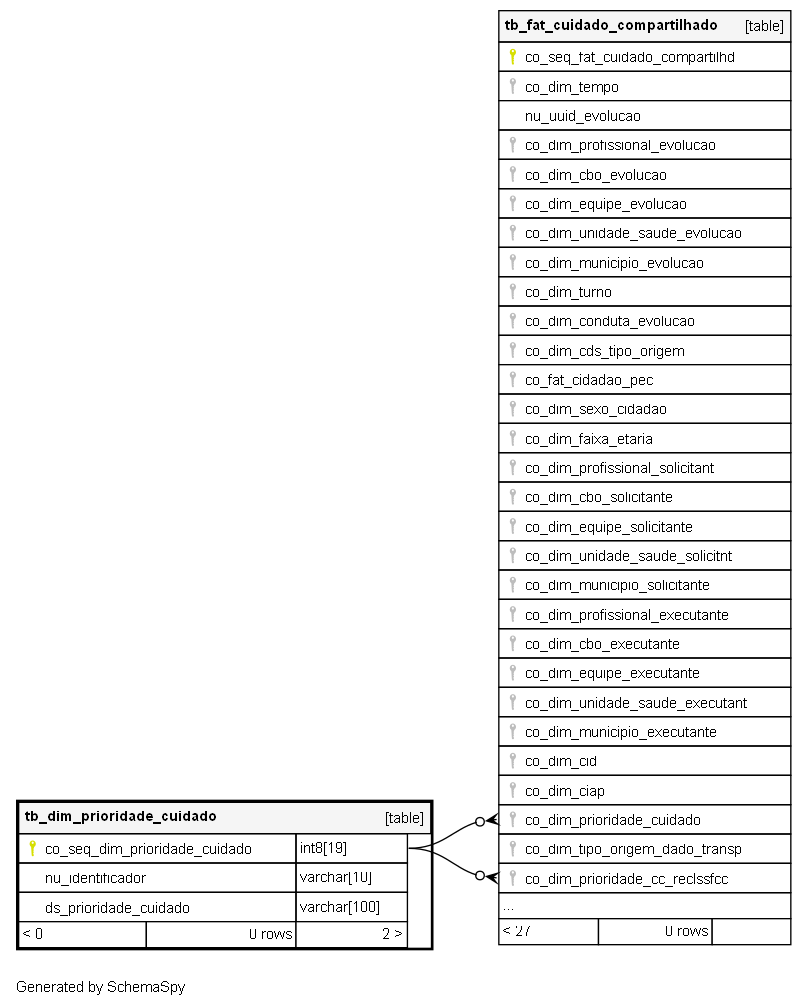 tb_fat_cuidado_compartilhado [table]
co_seq_fat_cuidado_compartilhd
co_dim_tempo
nu_uuid_evolucao
co_dim_profissional_evolucao
co_dim_cbo_evolucao
co_dim_equipe_evolucao
co_dim_unidade_saude_evolucao
co_dim_municipio_evolucao
co_dim_turno
co_dim_conduta_evolucao
co_dim_cds_tipo_origem
co_fat_cidadao_pec
co_dim_sexo_cidadao
co_dim_faixa_etaria
co_dim_profissional_solicitant
co_dim_cbo_solicitante
co_dim_equipe_solicitante
co_dim_unidade_saude_solicitnt
co_dim_municipio_solicitante
co_dim_profissional_executante
co_dim_cbo_executante
co_dim_equipe_executante
co_dim_unidade_saude_executant
co_dim_municipio_executante
co_dim_cid
co_dim_ciap
co_dim_prioridade_cuidado
co_dim_tipo_origem_dado_transp
co_dim_prioridade_cc_reclssfcc
...
< 27 0 rows
tb_dim_prioridade_cuidado [table]
co_seq_dim_prioridade_cuidado int8[19]
nu_identificador varchar[10]
ds_prioridade_cuidado varchar[100]
< 0 0 rows 2 >
Generated by SchemaSpy